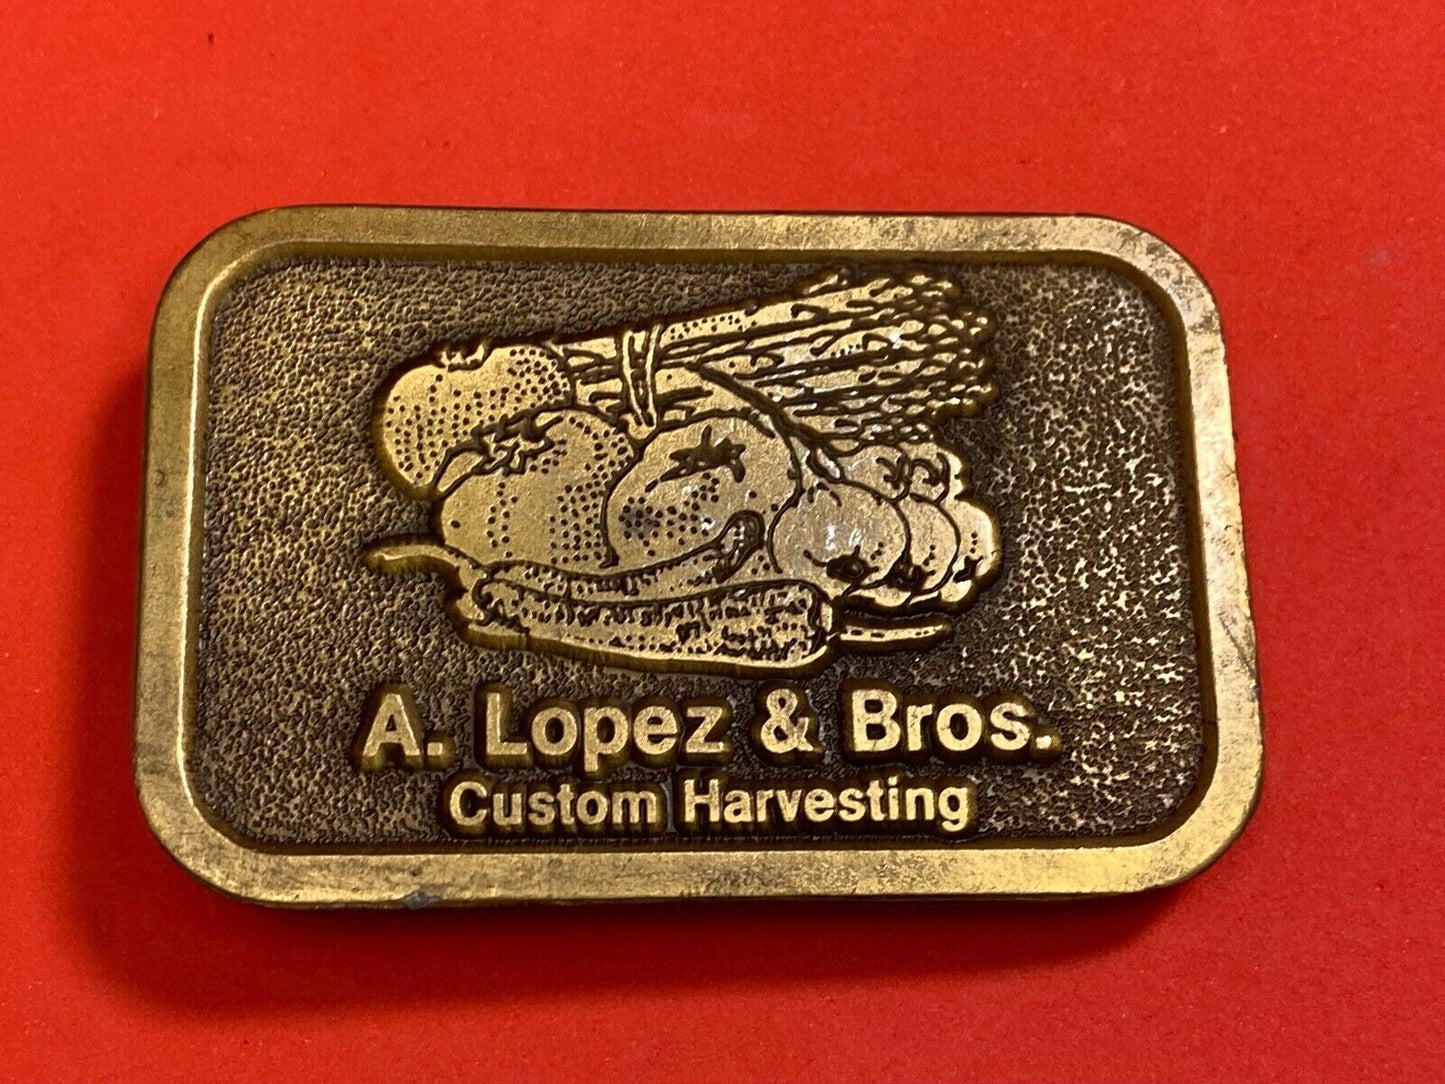 A. Lopez & Bros.
Custom Harvesting